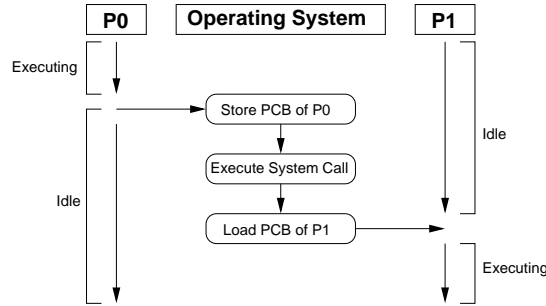 P0
Operating System
P1
Executing
Store PCB of P0
Idle
Execute System Call
Idle
Load PCB of P1
Executing